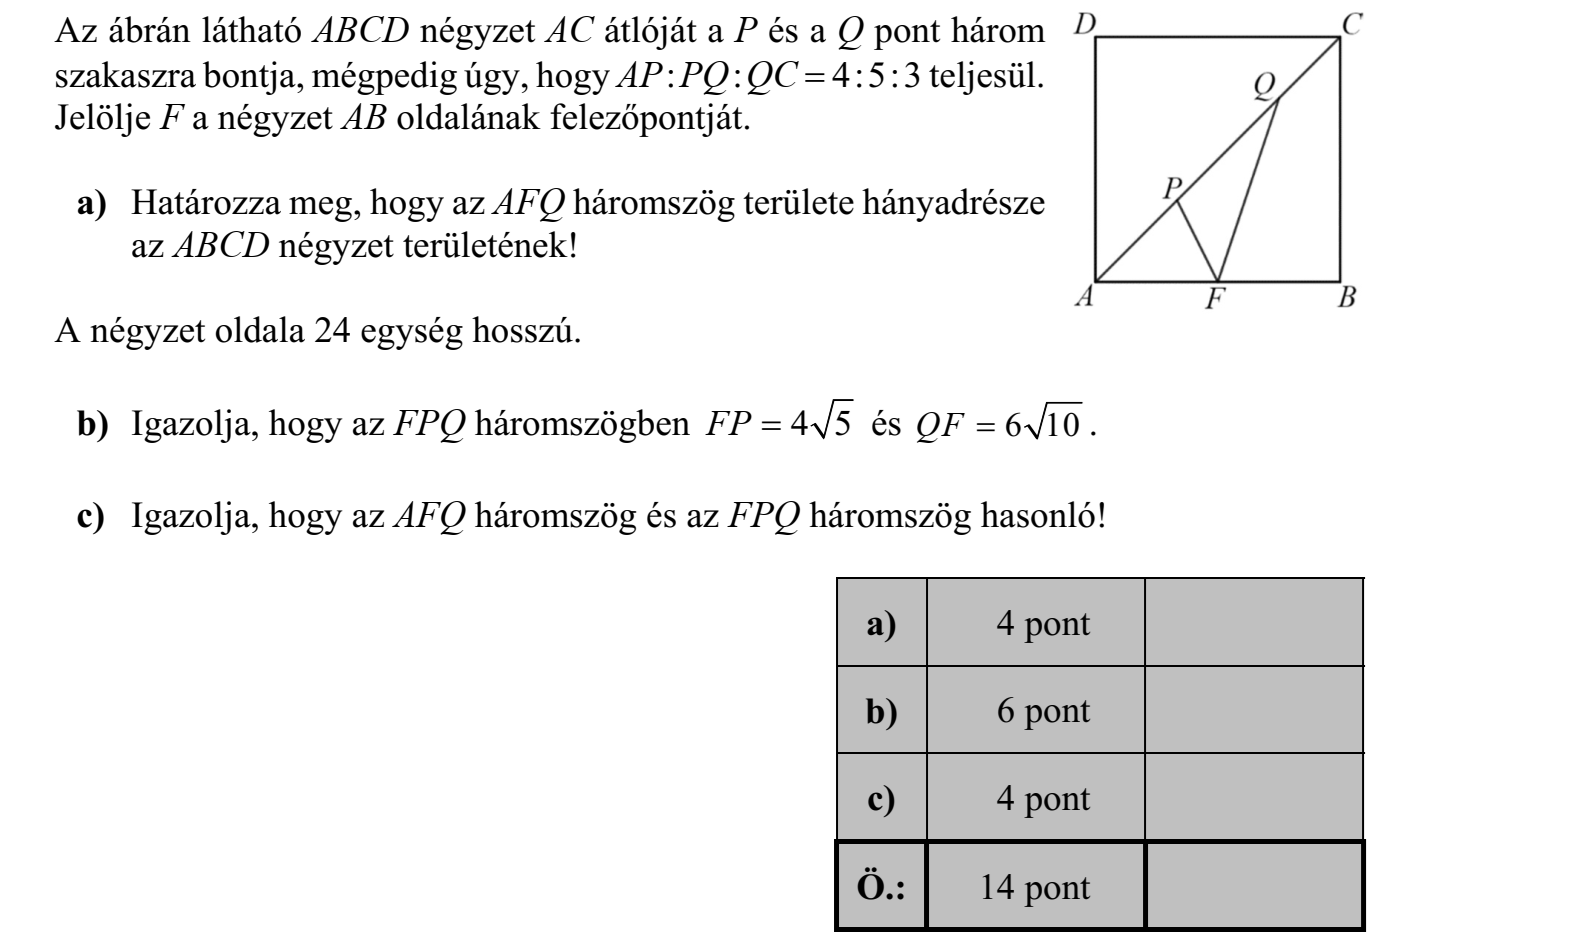 Az ábrán látható ABCD négyzet AC átlóját a P és a Q pont három
szakaszra bontja, mégpedig úgy, hogy AP:PQ:QC = 4:5:3 teljesül.
Jelölje F a négyzet AB oldalának felezőpontját.
D
C
Q
P
A
F
B
a) Határozza meg, hogy az AFQ háromszög területe hányadrésze
az ABCD négyzet területének!
A négyzet oldala 24 egység hosszú.
b) Igazolja, hogy az FPQ háromszögben FP = 4√5 és QF = 6√10 .
c) Igazolja, hogy az AFQ háromszög és az FPQ háromszög hasonló!
a) 4 pont
b) 6 pont
c) 4 pont
Ö.: 14 pont